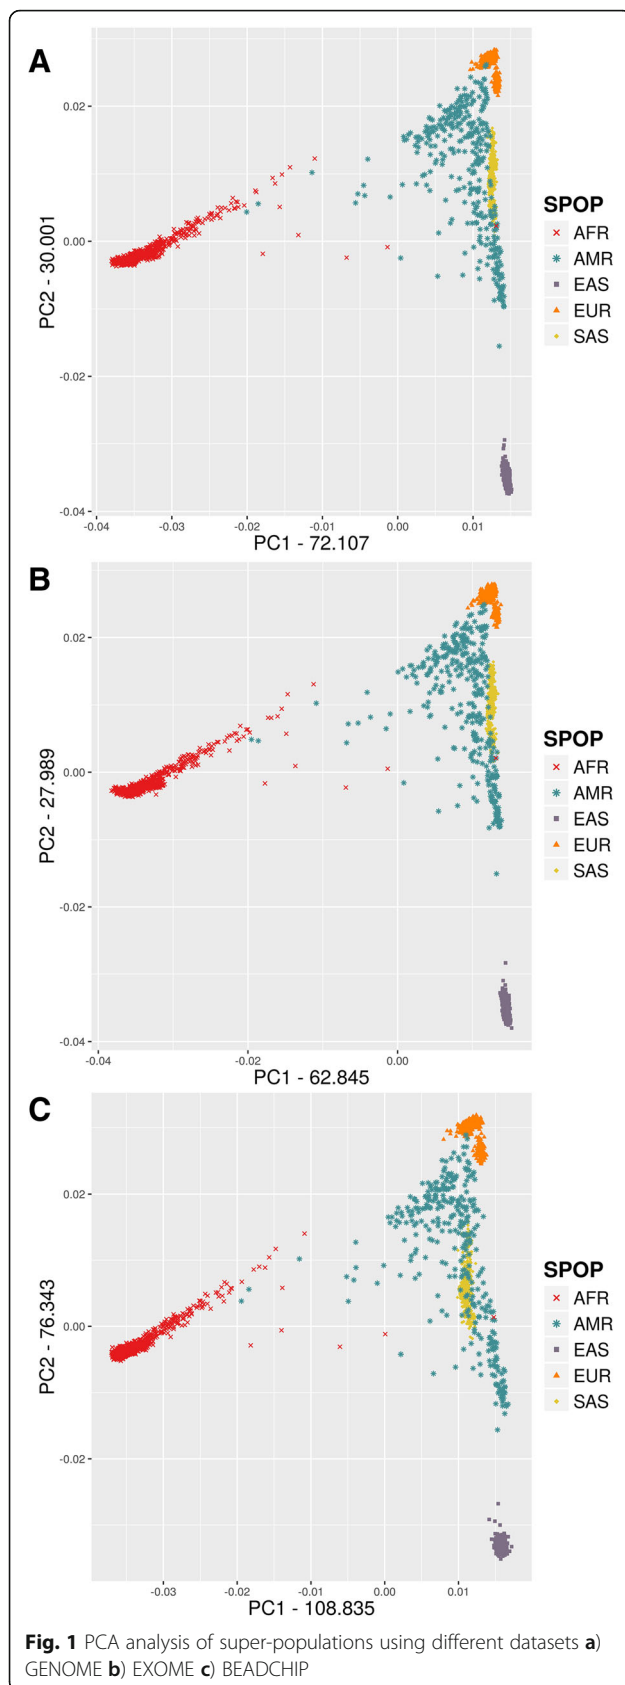 A
0.02
0.00
-0.02
-0.04
PC2 - 30.001
-0.04 -0.03 -0.02 -0.01 0.00 0.01
PC1 - 72.107
SPOP
AFR
AMR
EAS
EUR
SAS
B
0.02
0.00
-0.02
-0.04
PC2 - 27.989
-0.04 -0.02 0.00
PC1 - 62.845
SPOP
AFR
AMR
EAS
EUR
SAS
C
0.02
0.00
-0.02
PC2 - 76.343
-0.03 -0.02 -0.01 0.00 0.01
PC1 - 108.835
SPOP
AFR
AMR
EAS
EUR
SAS
Fig. 1 PCA analysis of super-populations using different datasets a)
GENOME b) EXOME c) BEADCHIP